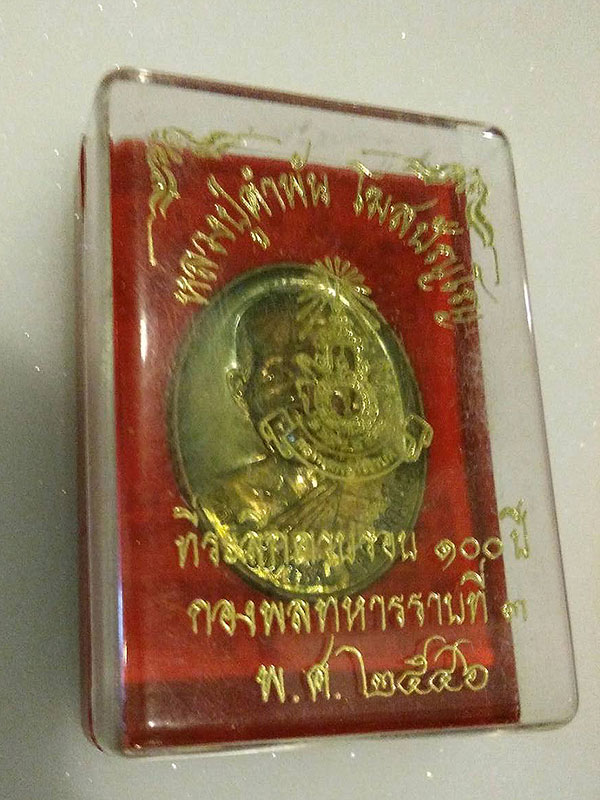 หลวงปู่คำพัน โฆสปัญโญ
ที่ระลึกครบรอบ ๑๐๐ ปี
กองพลทหารราบที่ ๓
พ.ศ. ๒๕๔๖